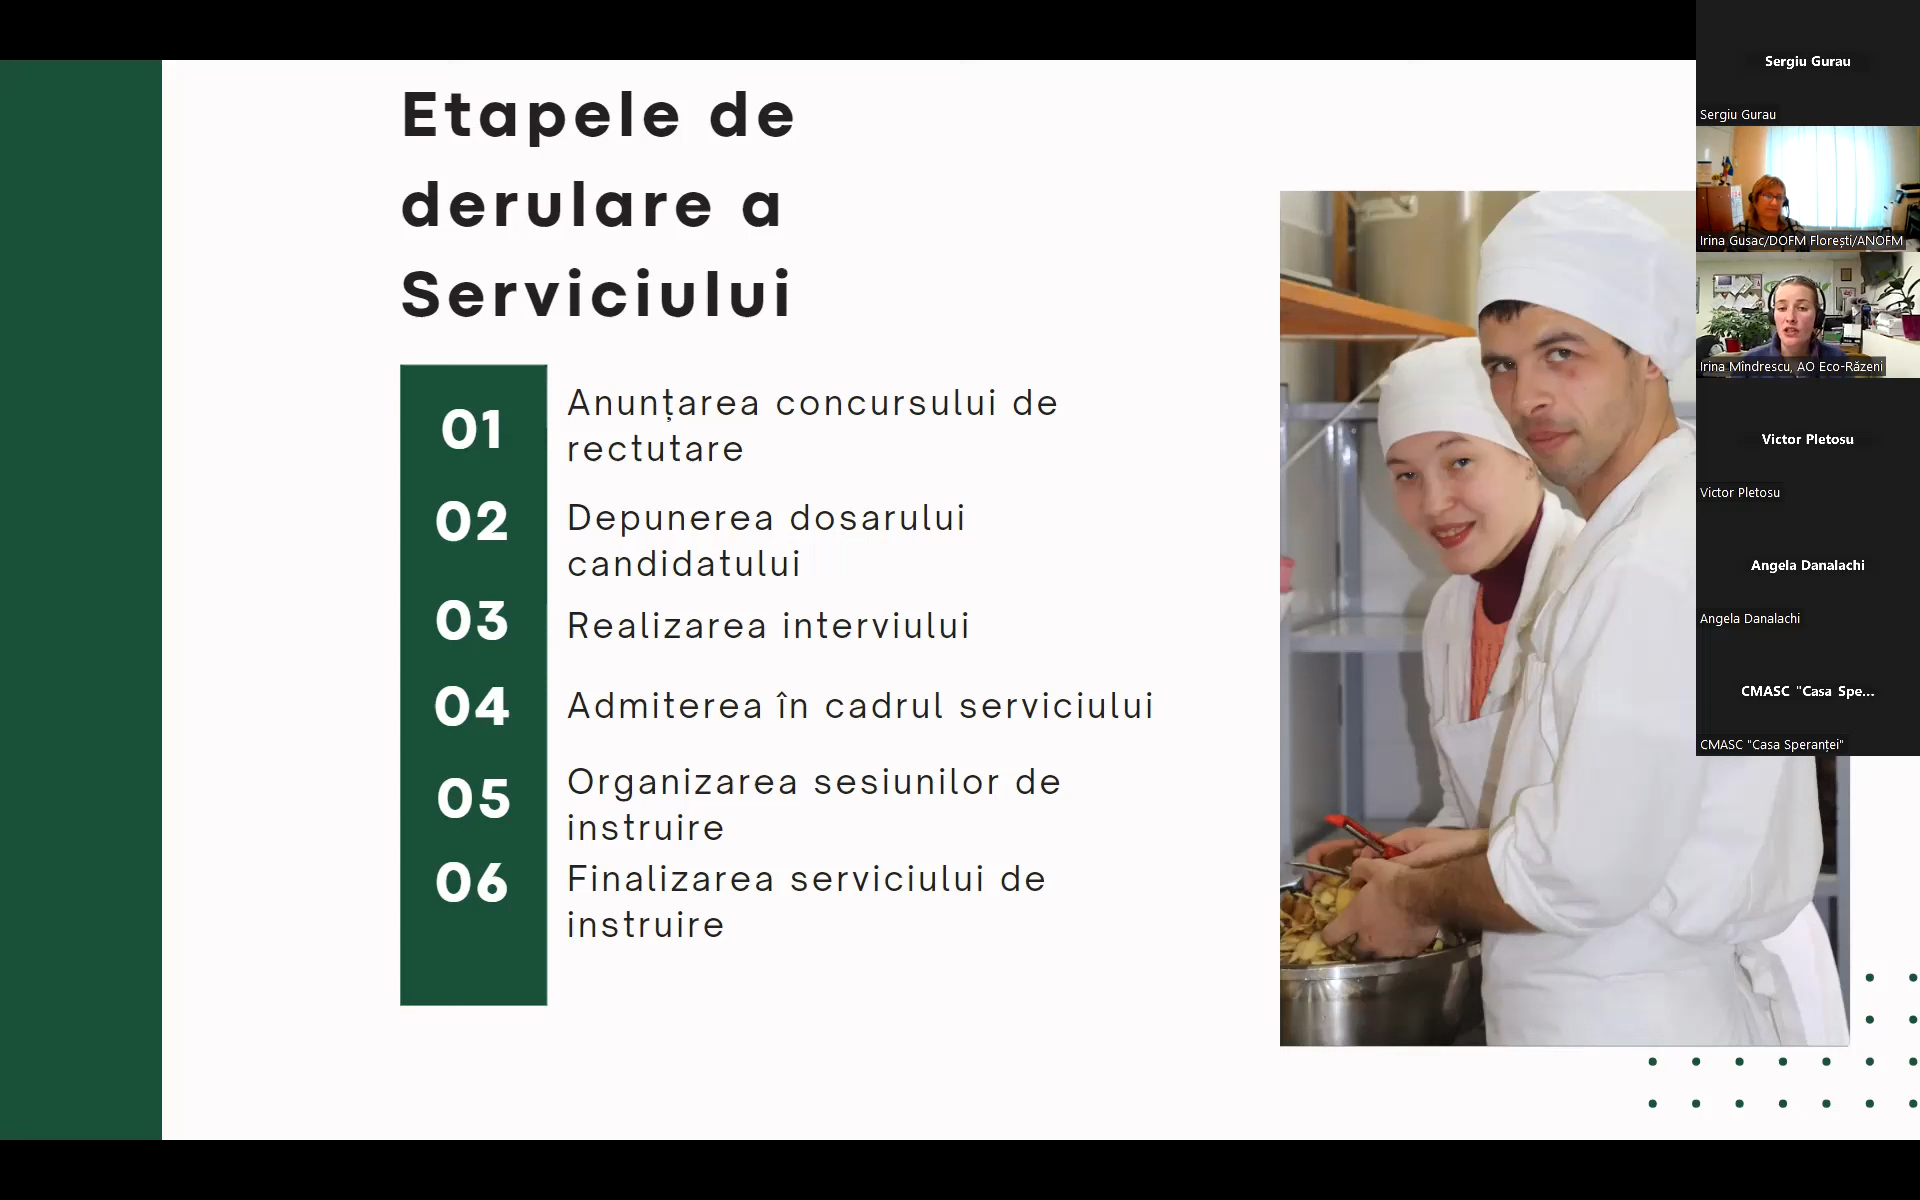 Etapele de
derulare a
Serviciului
01
Anunțarea concursului de
rectutare
02
Depunerea dosarului
candidatului
03
Realizarea interviului
04
Admiterea în cadrul serviciului
05
Organizarea sesiunilor de
instruire
06
Finalizarea serviciului de
instruire
Sergiu Gurau
Sergiu Gurau
Irina Gusac/DOFM Florești/ANOFM
Irina Mîndrescu, AO Eco-Răzeni
Victor Pletosu
Victor Pletosu
Angela Danalachi
Angela Danalachi
CMASC "Casa Spe...
CMASC "Casa Speranței"